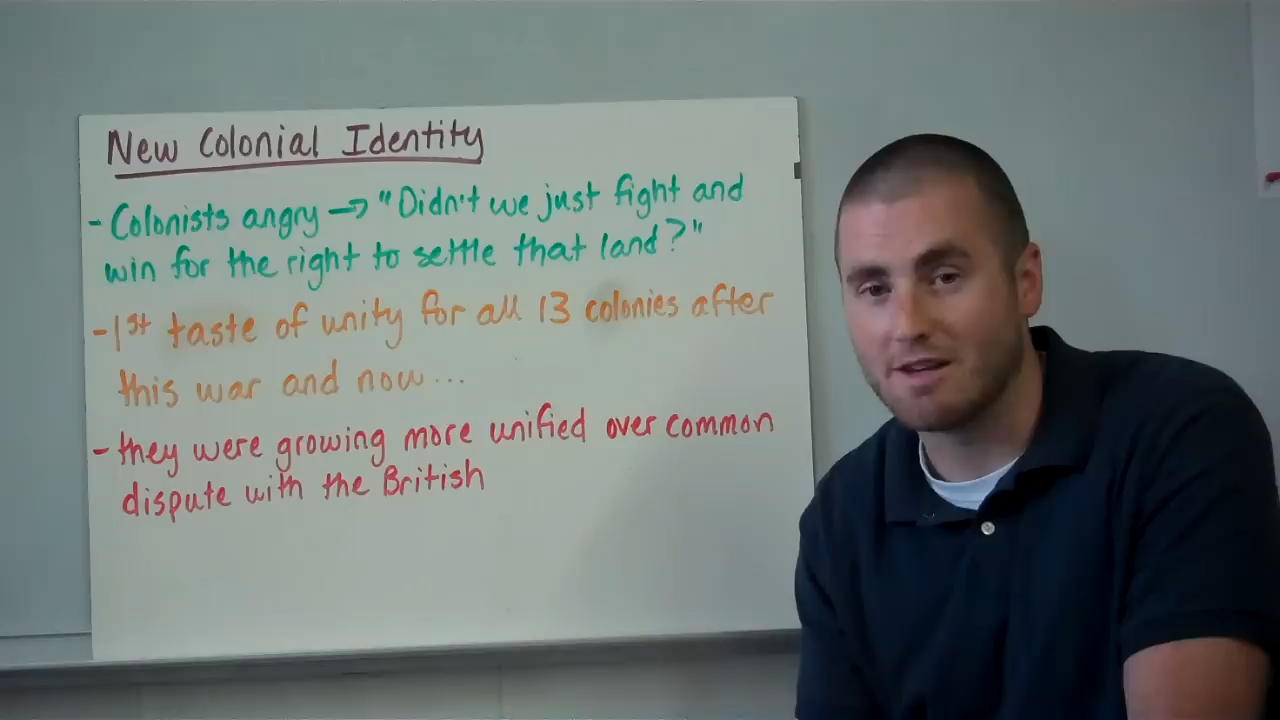 New Colonial Identity
- Colonists angry → "Didn't we just fight and
win for the right to settle that land?"
- 1st taste of unity for all 13 colonies after
this war and now...
- they were growing more unified over common
dispute with the British